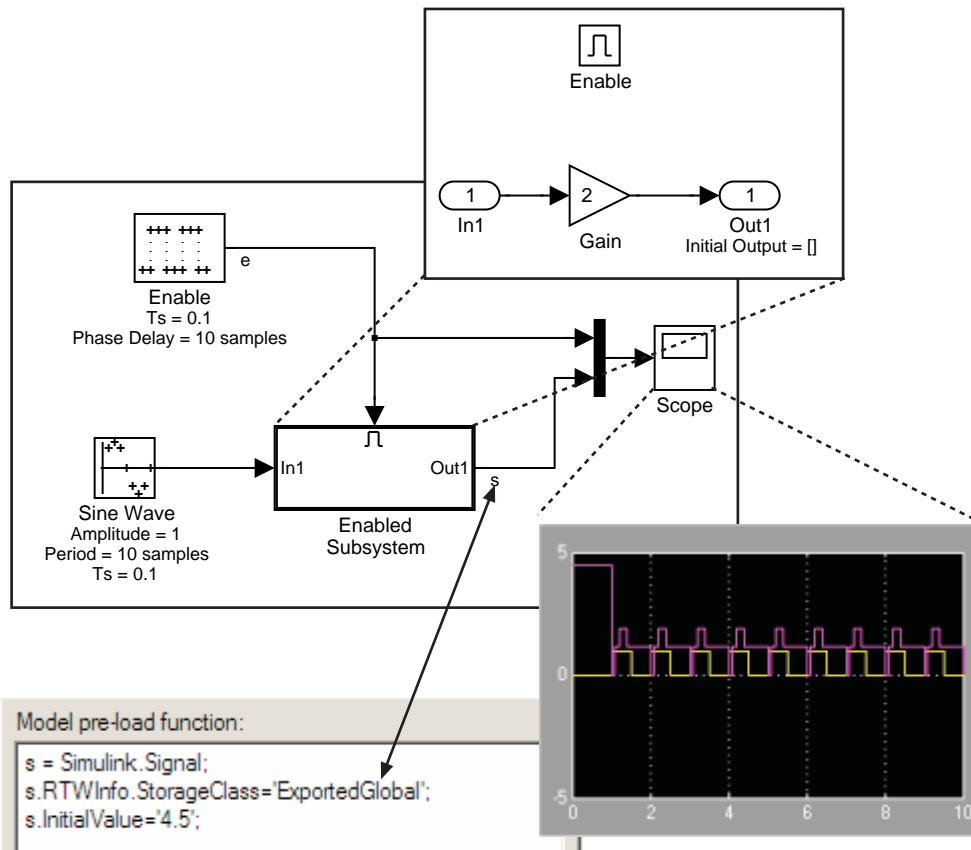 Enable
1
2
1
In1
Gain
Out1
Initial Output = []
e
Enable
Ts = 0.1
Phase Delay = 10 samples
Scope
In1
Out1
s
Sine Wave
Amplitude = 1
Period = 10 samples
Ts = 0.1
Enabled
Subsystem
5
0
-5
0 2 4 6 8 10
Model pre-load function:
s = Simulink.Signal;
s.RTWInfo.StorageClass='ExportedGlobal';
s.InitialValue='4.5';